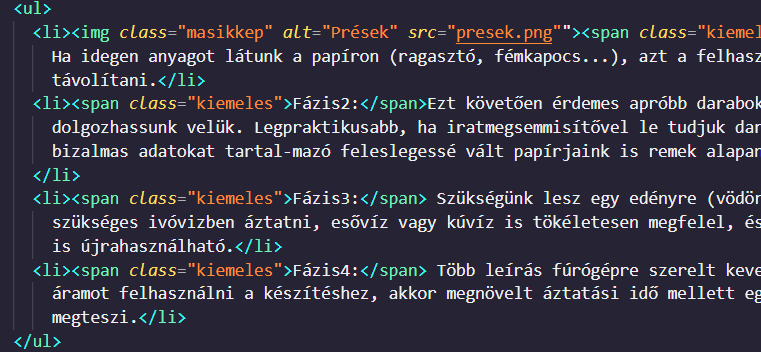 <ul>
<li><img class="masikkep" alt="Prések" src="presek.png""><span class="kiemel
Ha idegen anyagot látunk a papíron (ragasztó, fémkapocs...), azt a felhasz
távolítani.</li>
<li><span class="kiemeles">Fázis2:</span>Ezt követően érdemes apróbb darabok
dolgozhassunk velük. Legpraktikusabb, ha iratmegsemmisítővel le tudjuk dar
bizalmas adatokat tartal-mazó feleslegessé vált papírjaink is remek alapan
</li>
<li><span class="kiemeles">Fázis3:</span> Szükségünk lesz egy edényre (vödör
szükséges ivóvizben áztatni, esővíz vagy kúvíz is tökéletesen megfelel, és
is újrahasználható.</li>
<li><span class="kiemeles">Fázis4:</span> Több leírás fúrógépre szerelt keve
áramot felhasználni a készítéshez, akkor megnövelt áztatási idő mellett eg
megteszi.</li>
</ul>